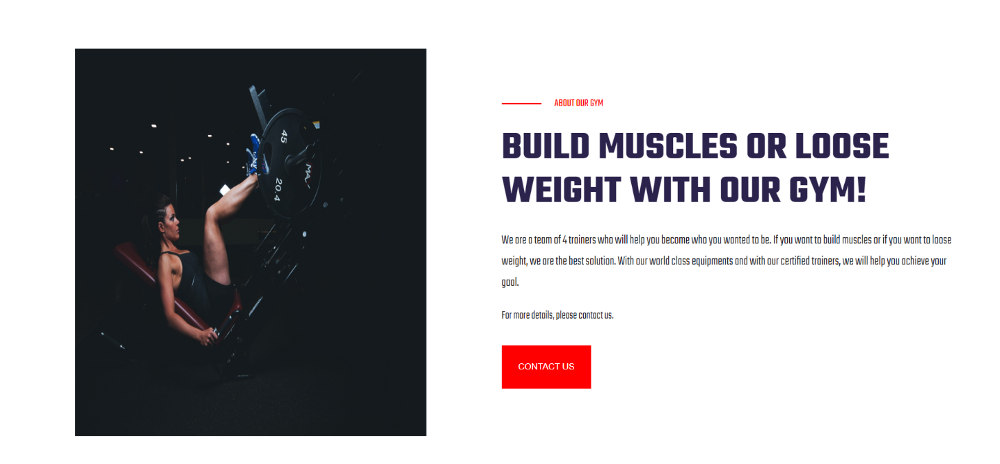 45
MA
20.4
ABOUT OUR GYM
BUILD MUSCLES OR LOOSE
WEIGHT WITH OUR GYM!
We are a team of 4 trainers who will help you become who you wanted to be. If you want to build muscles or if you want to loose
weight, we are the best solution. With our world class equipments and with our certified trainers, we will help you achieve your
goal.
For more details, please contact us.
CONTACT US